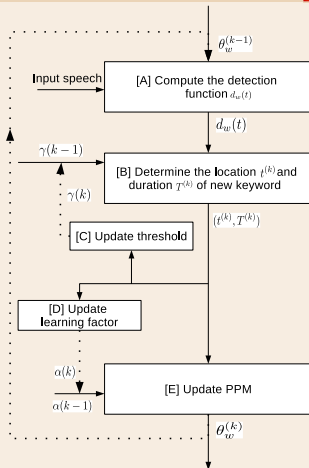 θ_w^{(k−1)}
Input speech
[A] Compute the detection
function d_w(t)
d_w(t)
γ(k−1)
[B] Determine the location t^{(k)} and
duration T^{(k)} of new keyword
γ(k)
(t^{(k)}, T^{(k)})
[C] Update threshold
[D] Update
learning factor
α(k)
[E] Update PPM
α(k−1)
θ_w^{(k)}